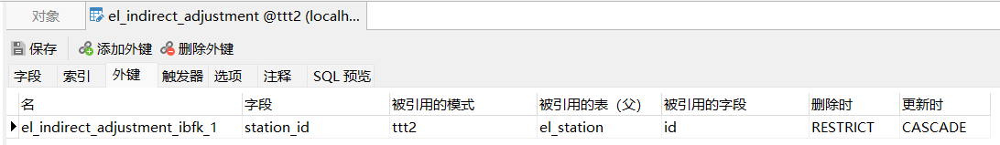 对象 el_indirect_adjustment @ttt2 (localh...
保存 添加外键 删除外键
字段 索引 外键 触发器 选项 注释 SQL 预览
名 字段 被引用的模式 被引用的表（父） 被引用的字段 删除时 更新时
el_indirect_adjustment_ibfk_1 station_id ttt2 el_station id RESTRICT CASCADE